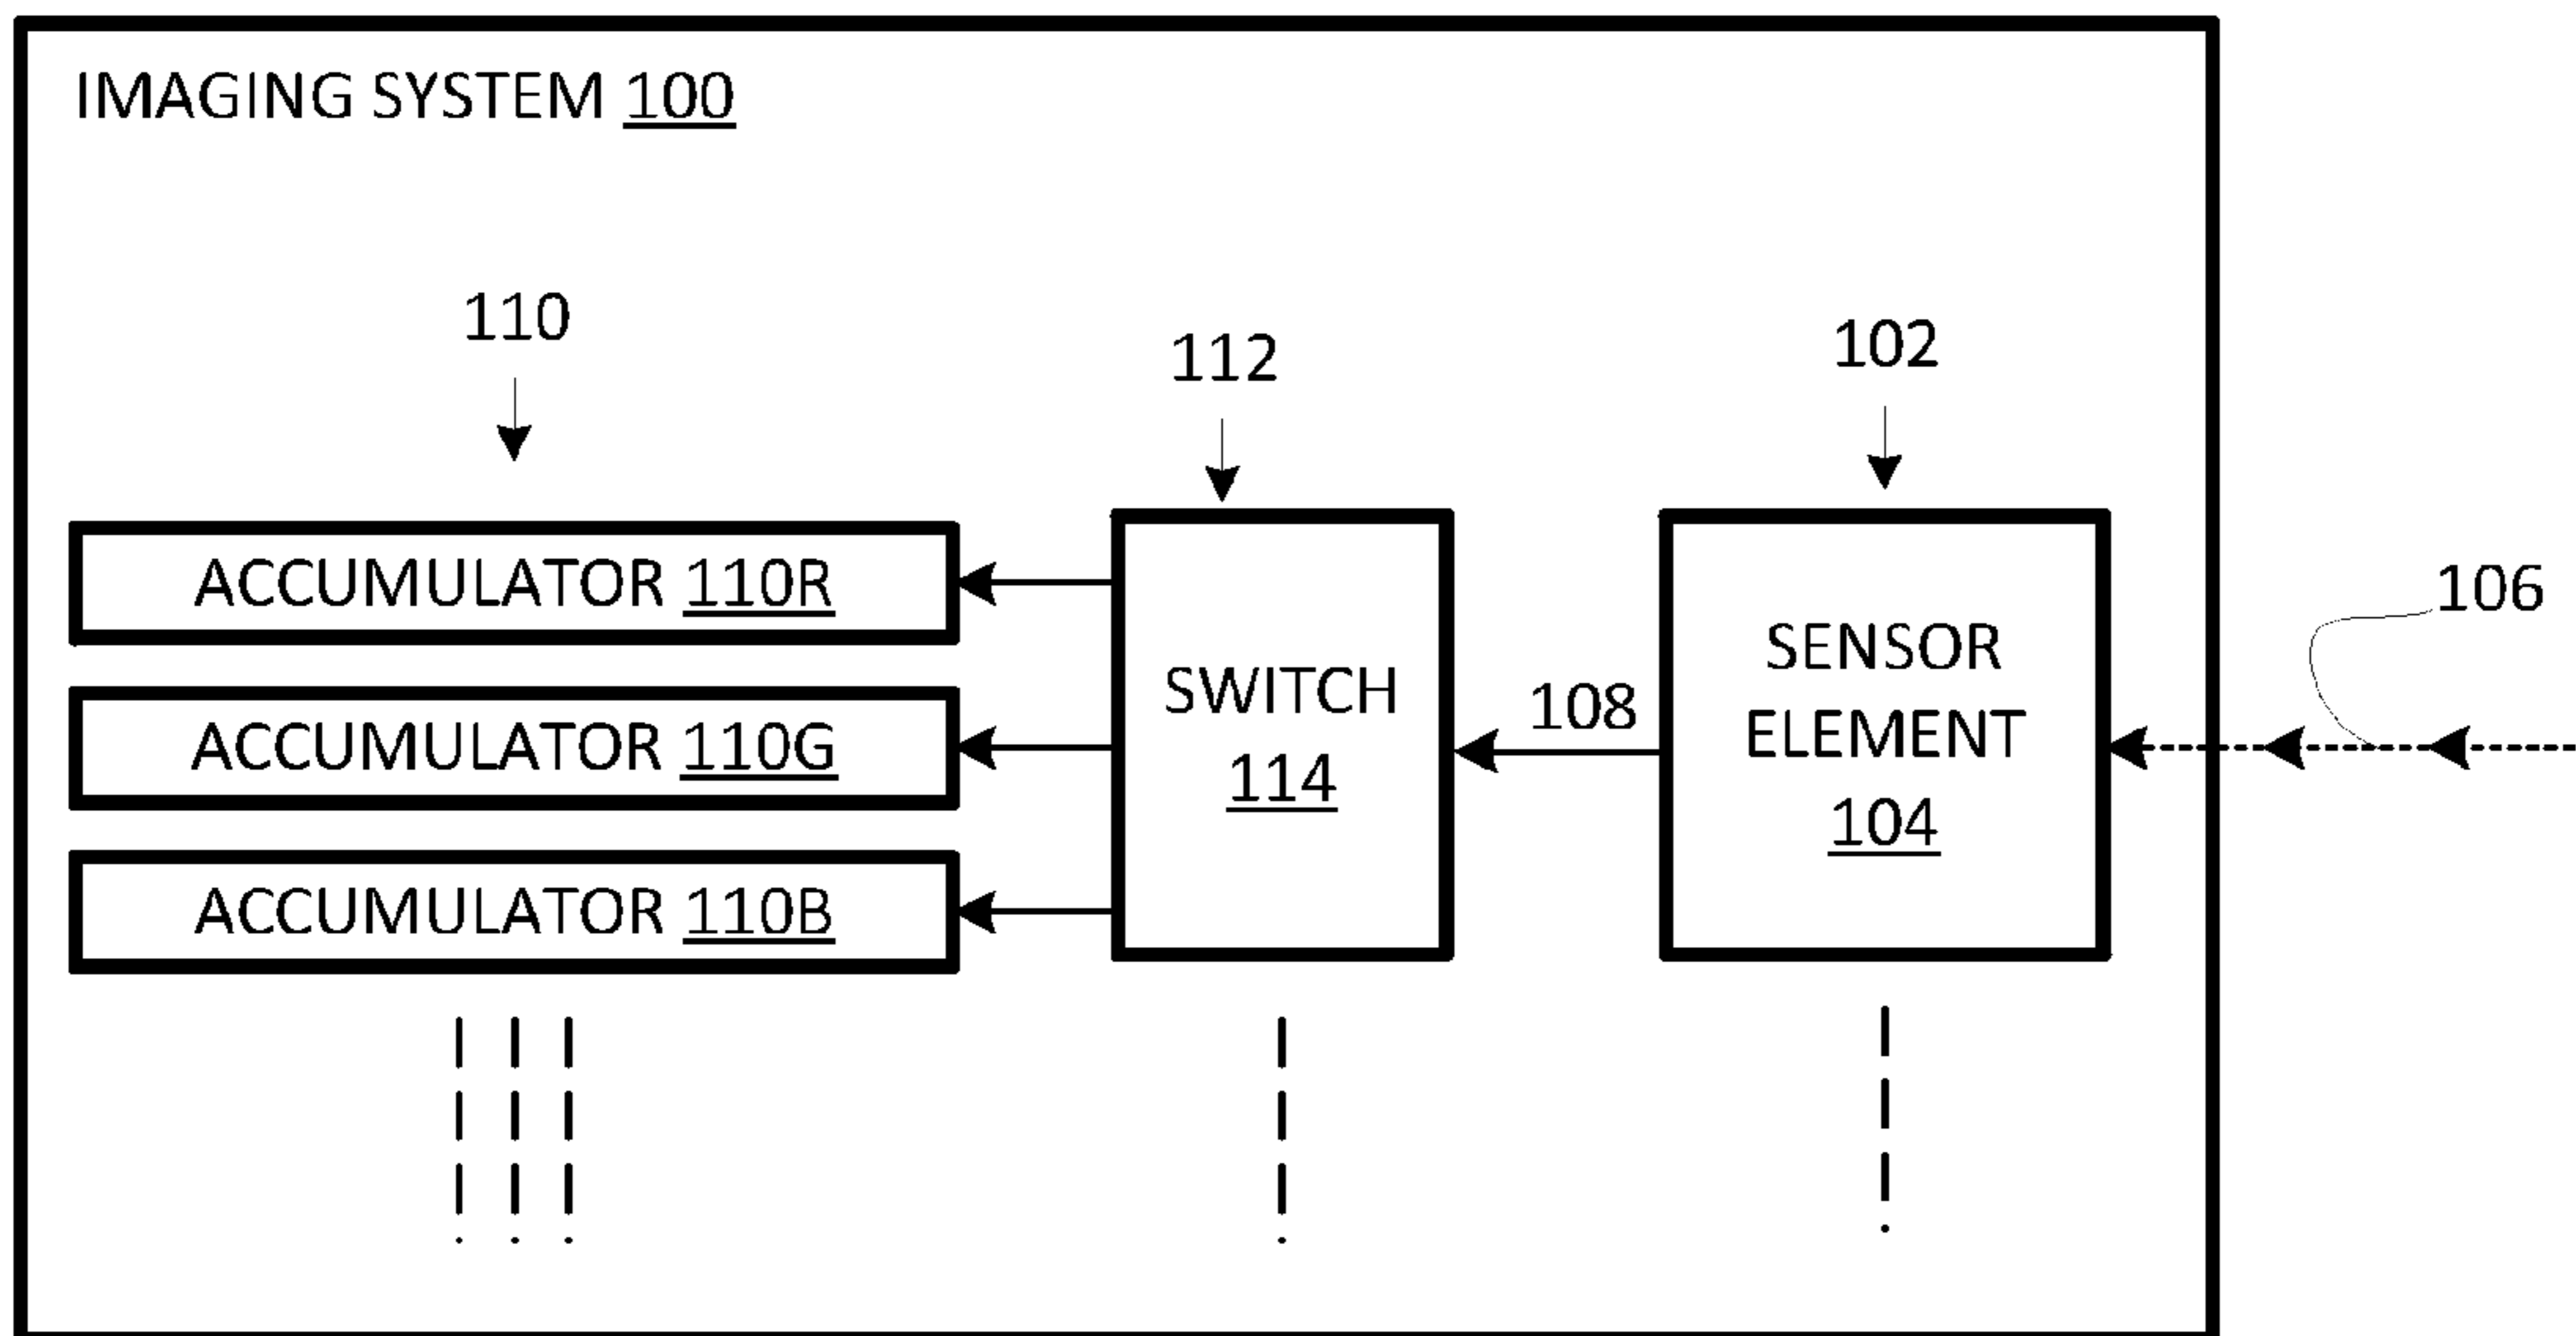 IMAGING SYSTEM 100
110
112
102
ACCUMULATOR 110R
ACCUMULATOR 110G
ACCUMULATOR 110B
SWITCH
114
108
SENSOR
ELEMENT
104
106